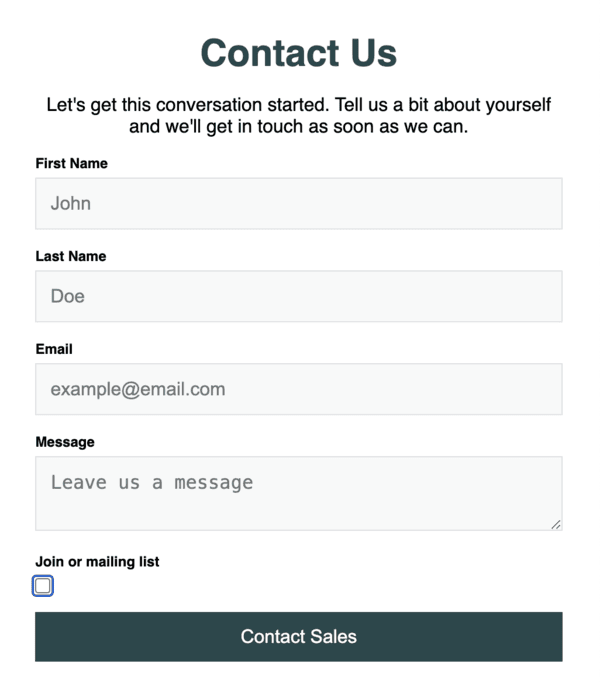 Contact Us
Let's get this conversation started. Tell us a bit about yourself
and we'll get in touch as soon as we can.
First Name
John
Last Name
Doe
Email
example@email.com
Message
Leave us a message
Join or mailing list
Contact Sales